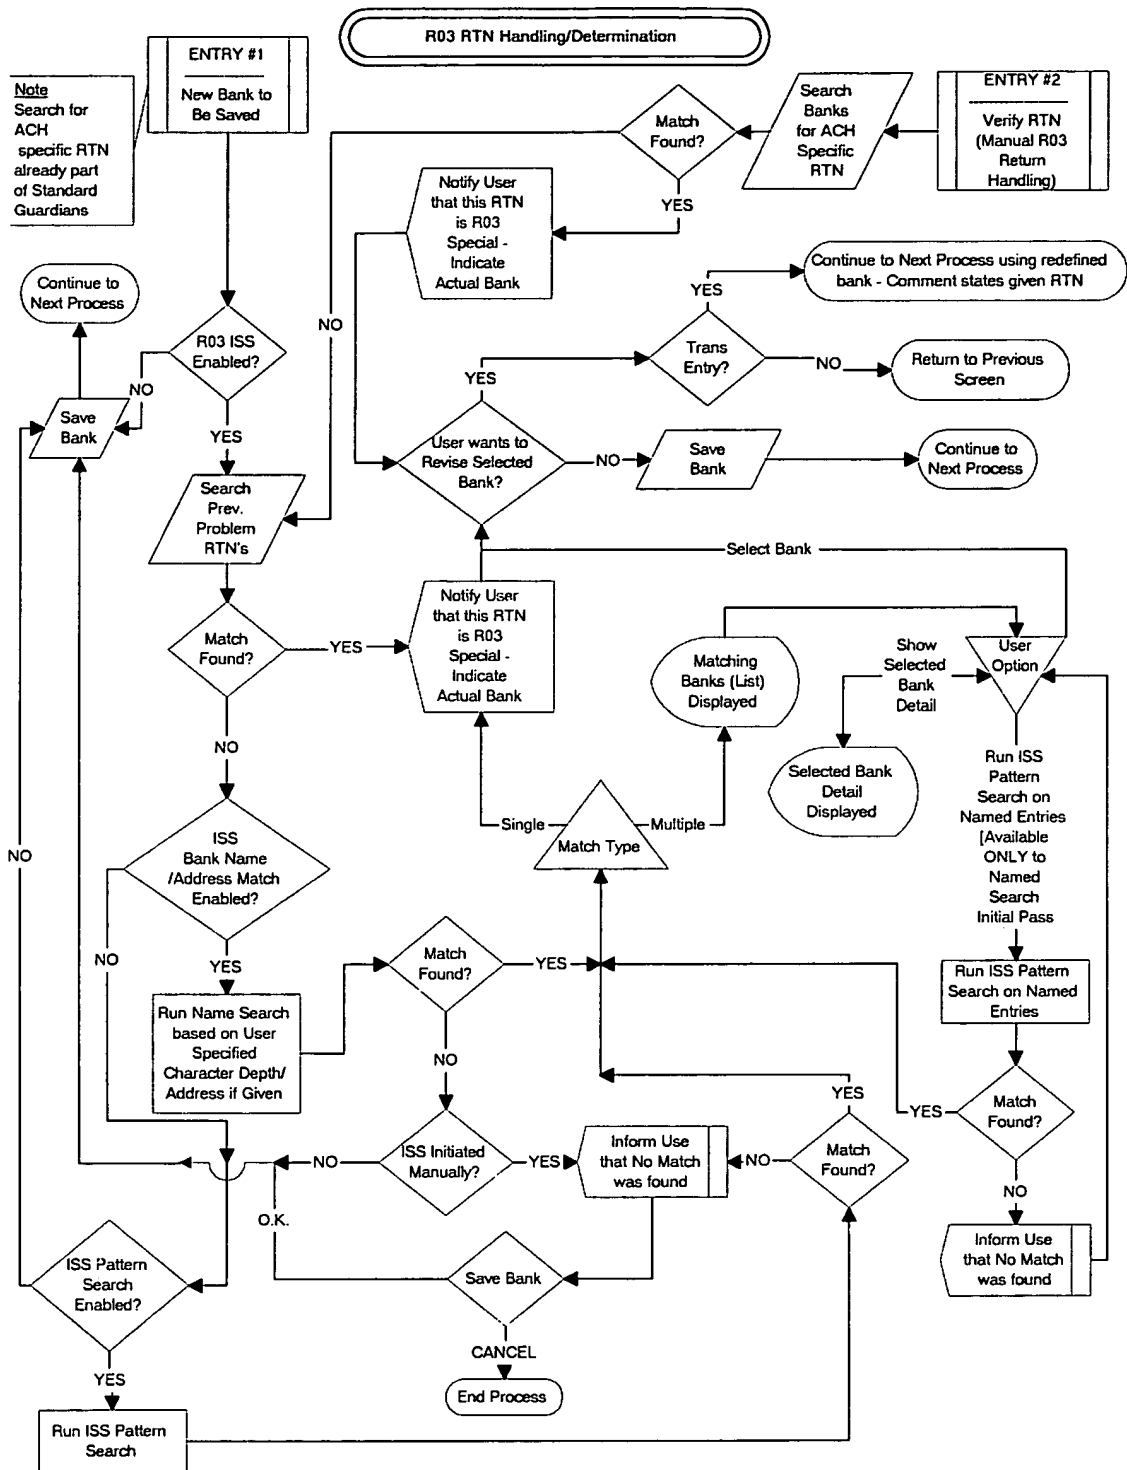 R03 RTN Handling/Determination
ENTRY #1
New Bank to
Be Saved
Note
Search for
ACH
specific RTN
already part
of Standard
Guardians
Match
Found?
Search
Banks
for ACH
Specific
RTN
ENTRY #2
Verify RTN
(Manual R03
Return
Handling)
YES
Notify User
that this RTN
is R03
Special -
Indicate
Actual Bank
NO
Continue to
Next Process
R03 ISS
Enabled?
NO
YES
Save
Bank
Continue to Next Process using redefined
bank - Comment states given RTN
YES
Trans
Entry?
NO
Return to Previous
Screen
YES
User wants to
Revise Selected
Bank?
NO
Save
Bank
Continue to
Next Process
Search
Prev.
Problem
RTN's
Select Bank
Match
Found?
YES
Notify User
that this RTN
is R03
Special -
Indicate
Actual Bank
Matching
Banks (List)
Displayed
Show
Selected
Bank
Detail
User
Option
NO
Selected Bank
Detail
Displayed
Run ISS
Pattern
Search on
Named Entries
[Available
ONLY to
Named
Search
Initial Pass
Single
Multiple
Match Type
NO
ISS
Bank Name
/Address Match
Enabled?
NO
YES
Run Name Search
based on User
Specified
Character Depth/
Address if Given
Match
Found?
YES
NO
Run ISS Pattern
Search on Named
Entries
Match
Found?
YES
NO
Inform Use
that No Match
was found
ISS Initiated
Manually?
NO
YES
Inform Use
that No Match
was found
NO
Match
Found?
YES
O.K.
Save Bank
CANCEL
End Process
ISS Pattern
Search
Enabled?
YES
Run ISS Pattern
Search